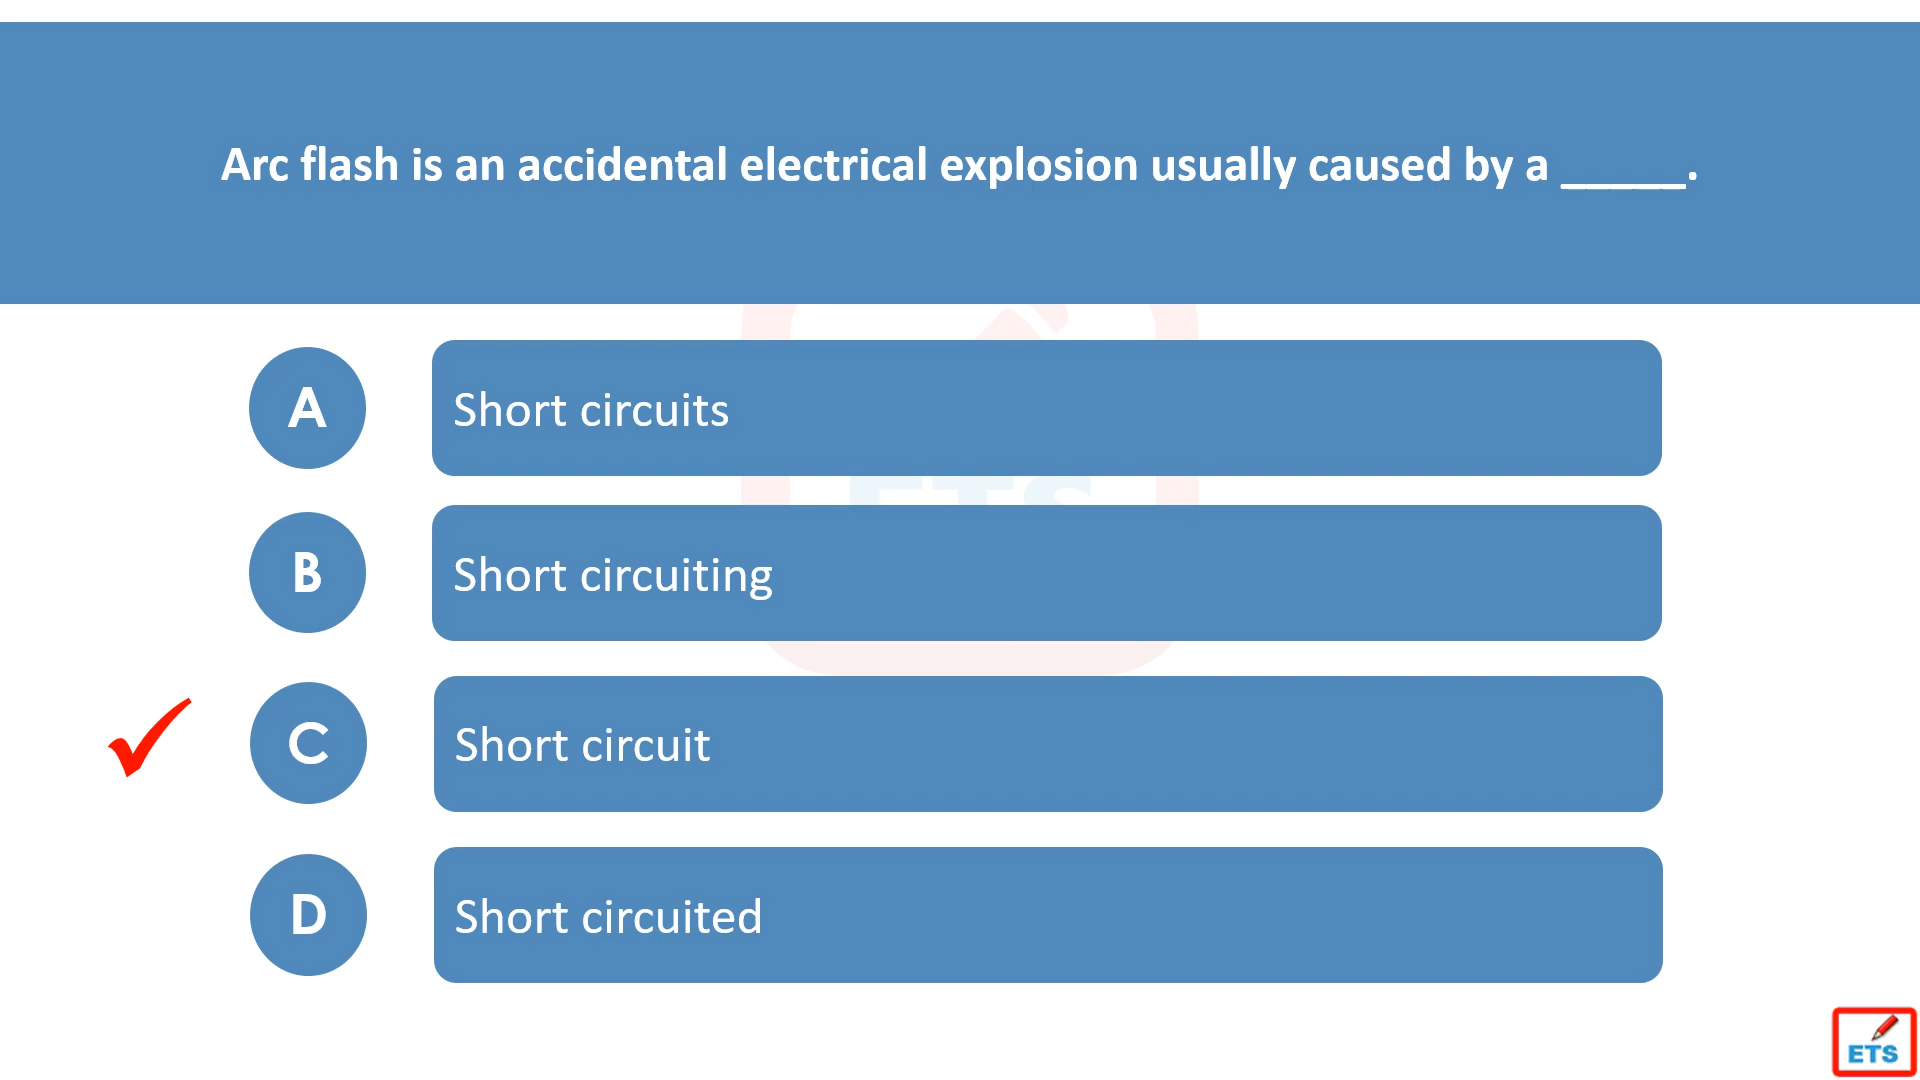 Arc flash is an accidental electrical explosion usually caused by a _____.
A Short circuits
B Short circuiting
C Short circuit
D Short circuited
ETS